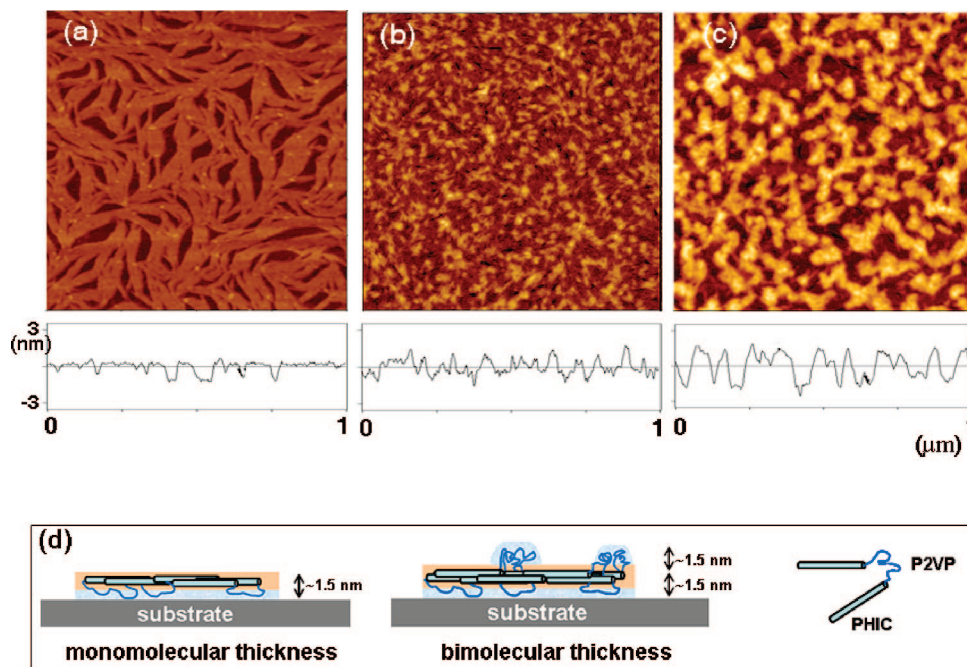 (a) (b) (c)
3
(nm)
-3
0 1 0 1 0
(μm)
(d)
~1.5 nm ~1.5 nm ~1.5 nm
P2VP
PHIC
substrate substrate
monomolecular thickness bimolecular thickness